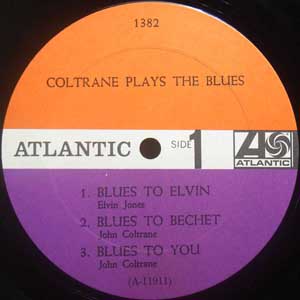 1382
COLTRANE PLAYS THE BLUES
ATLANTIC SIDE 1 ATLANTIC
1. BLUES TO ELVIN
Elvin Jones
2. BLUES TO BECHET
John Coltrane
3. BLUES TO YOU
John Coltrane
(A-11911)